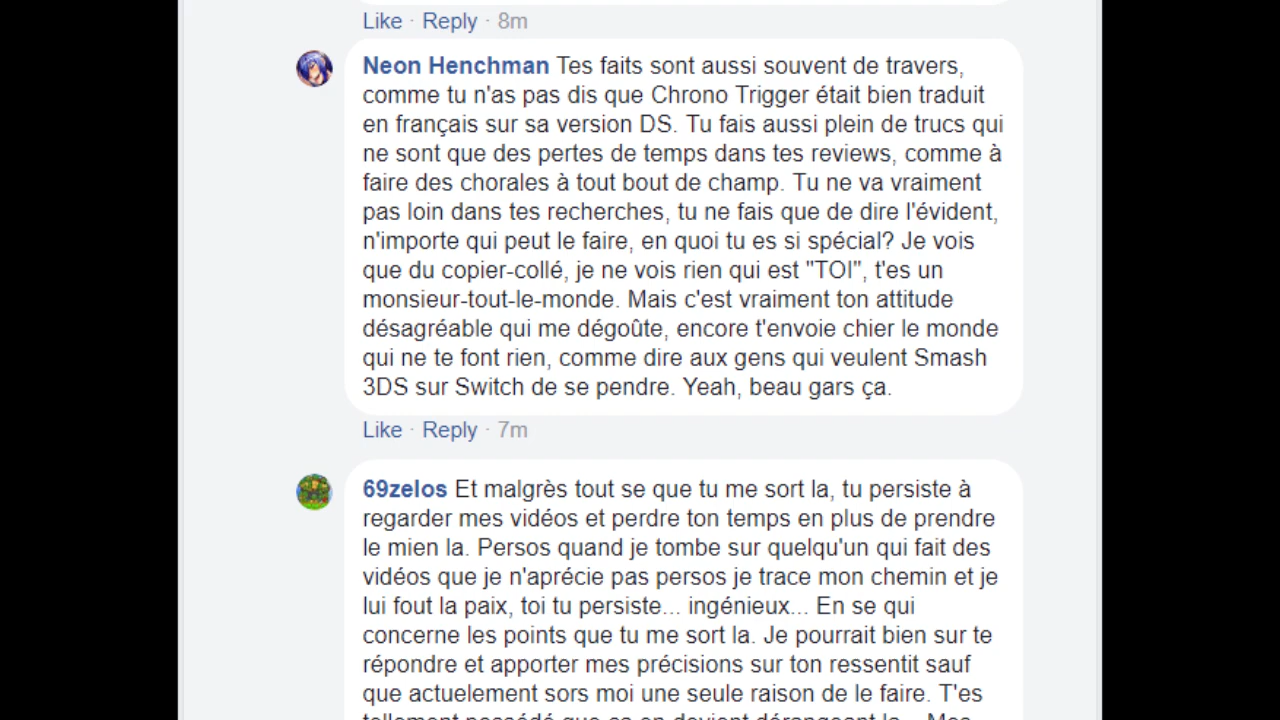 Like · Reply · 8m
Neon Henchman Tes faits sont aussi souvent de travers,
comme tu n'as pas dis que Chrono Trigger était bien traduit
en français sur sa version DS. Tu fais aussi plein de trucs qui
ne sont que des pertes de temps dans tes reviews, comme à
faire des chorales à tout bout de champ. Tu ne va vraiment
pas loin dans tes recherches, tu ne fais que de dire l'évident,
n'importe qui peut le faire, en quoi tu es si spécial? Je vois
que du copier-collé, je ne vois rien qui est "TOI", t'es un
monsieur-tout-le-monde. Mais c'est vraiment ton attitude
désagréable qui me dégoûte, encore t'envoie chier le monde
qui ne te font rien, comme dire aux gens qui veulent Smash
3DS sur Switch de se pendre. Yeah, beau gars ça.
Like · Reply · 7m
69zelos Et malgrès tout se que tu me sort la, tu persiste à
regarder mes vidéos et perdre ton temps en plus de prendre
le mien la. Persos quand je tombe sur quelqu'un qui fait des
vidéos que je n'aprécie pas persos je trace mon chemin et je
lui fout la paix, toi tu persiste... ingénieux... En se qui
concerne les points que tu me sort la. Je pourrait bien sur te
répondre et apporter mes précisions sur ton ressentit sauf
que actuelement sors moi une seule raison de le faire. T'es